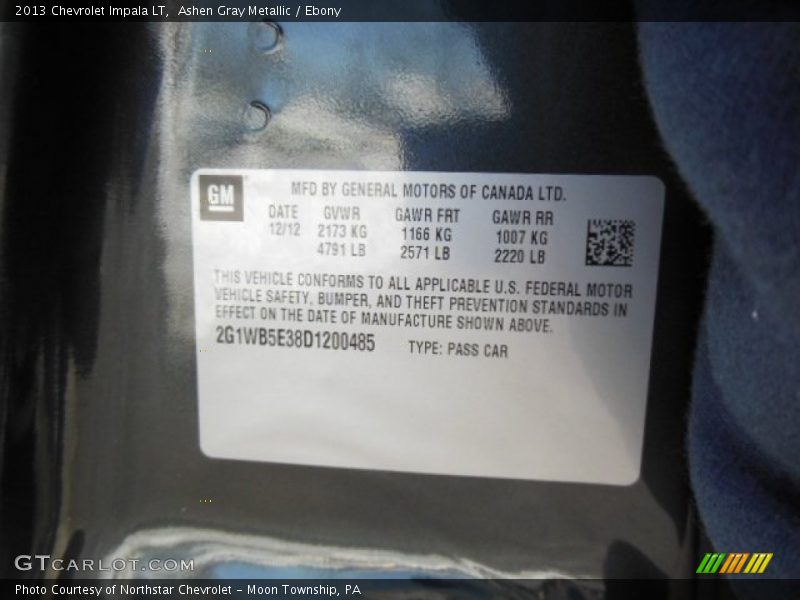 2013 Chevrolet Impala LT,  Ashen Gray Metallic / Ebony
GM
MFD BY GENERAL MOTORS OF CANADA LTD.
DATE GVWR GAWR FRT GAWR RR
12/12 2173 KG 1166 KG 1007 KG
4791 LB 2571 LB 2220 LB
THIS VEHICLE CONFORMS TO ALL APPLICABLE U.S. FEDERAL MOTOR
VEHICLE SAFETY, BUMPER, AND THEFT PREVENTION STANDARDS IN
EFFECT ON THE DATE OF MANUFACTURE SHOWN ABOVE.
2G1WB5E38D1200485 TYPE: PASS CAR
GTCARLOT.COM
Photo Courtesy of Northstar Chevrolet - Moon Township, PA